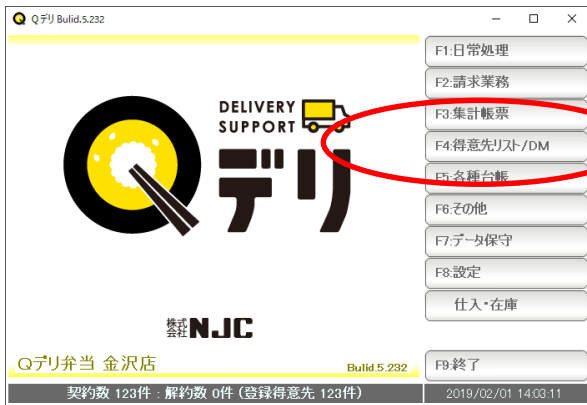 Qデリ Bulid.5.232
DELIVERY
SUPPORT
Qデリ
株式会社 NJC
Qデリ弁当 金沢店
Bulid.5.232
契約数 123件 : 解約数 0件 (登録得意先 123件)
F1:日常処理
F2:請求業務
F3:集計帳票
F4:得意先リスト/DM
F5:各種台帳
F6:その他
F7:データ保守
F8:設定
仕入・在庫
F9:終了
2019/02/01 14:03:11